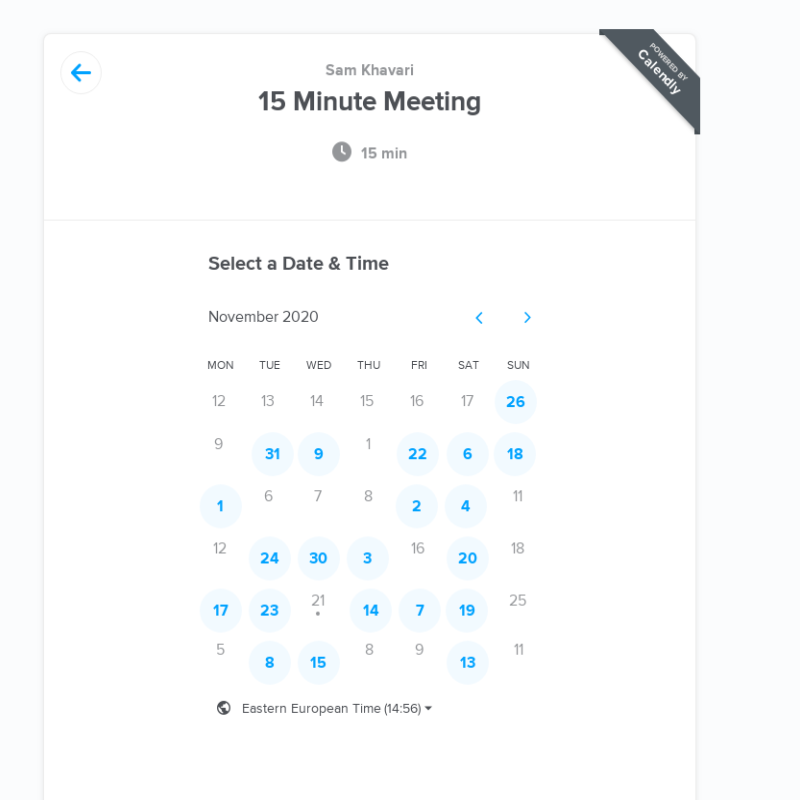 POWERED BY
Calendly
Sam Khavari
15 Minute Meeting
15 min
Select a Date & Time
November 2020
MON TUE WED THU FRI SAT SUN
12 13 14 15 16 17 26
9 31 9 1 22 6 18
1 6 7 8 2 4 11
12 24 30 3 16 20 18
17 23 21 14 7 19 25
5 8 15 8 9 13 11
Eastern European Time (14:56)